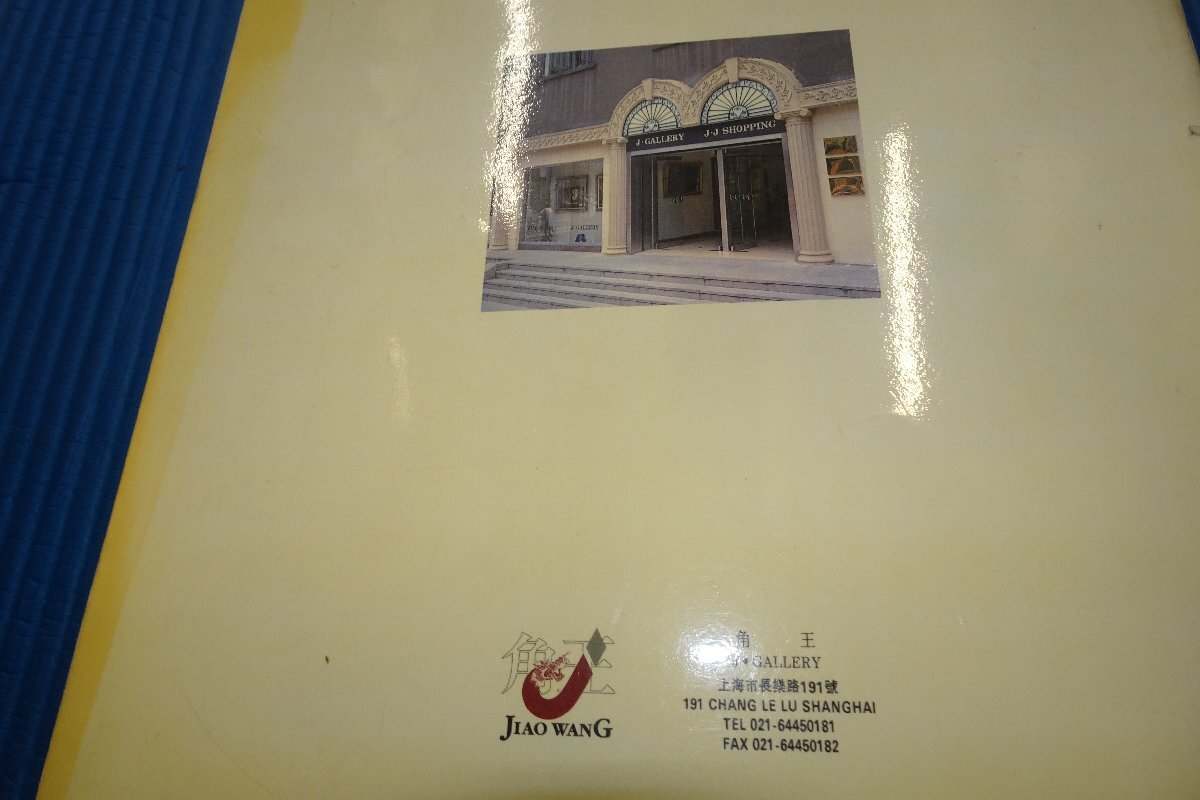 J·GALLERY J·J SHOPPING
J·GALLERY
角王
JIAO WANG
角 王
J·GALLERY
上海市長樂路191號
191 CHANG LE LU SHANGHAI
TEL 021-64450181
FAX 021-64450182